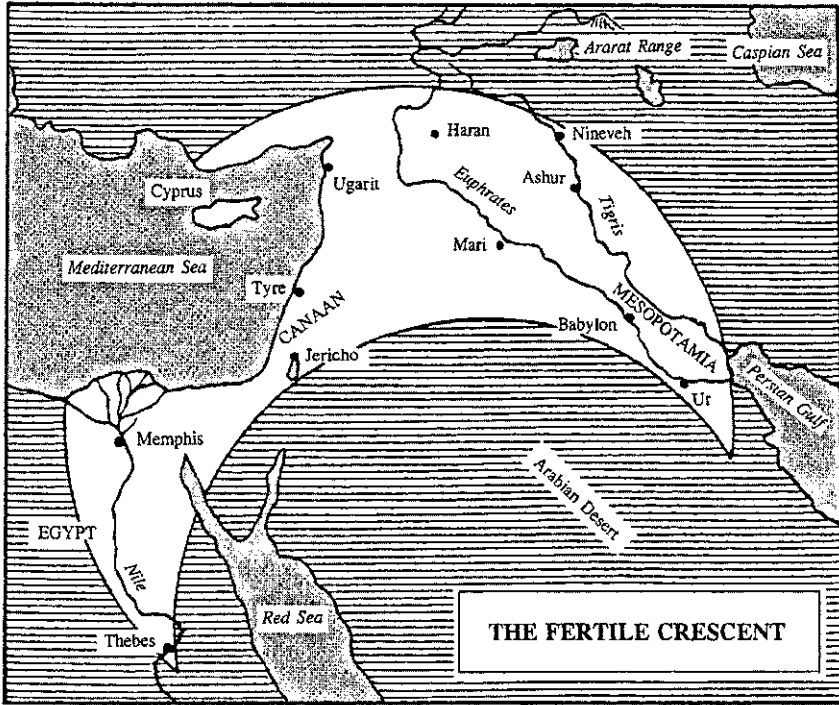 Ararat Range
Caspian Sea
Haran
Nineveh
Cyprus
Ugarit
Euphrates
Ashur
Tigris
Mari
Mediterranean Sea
Tyre
CANAAN
MESOPOTAMIA
Babylon
Jericho
Persian Gulf
Ur
Memphis
Arabian Desert
EGYPT
Nile
Red Sea
Thebes
THE FERTILE CRESCENT